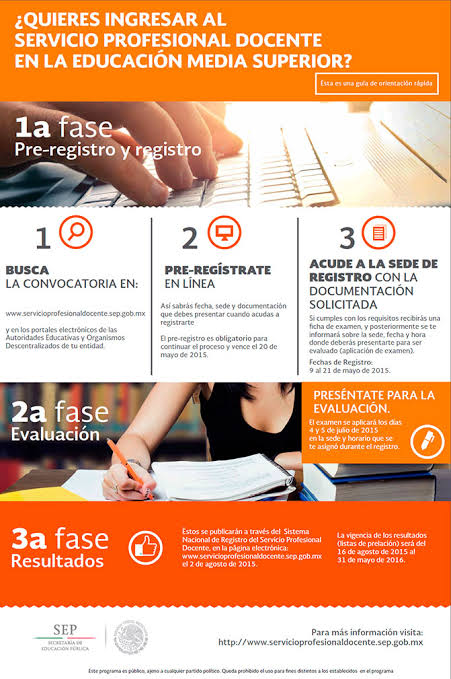 ¿QUIERES INGRESAR AL
SERVICIO PROFESIONAL DOCENTE
EN LA EDUCACIÓN MEDIA SUPERIOR?
Esta es una guía de orientación rápida
1a fase
Pre-registro y registro
1
BUSCA
LA CONVOCATORIA EN:
www.servicioprofesionaldocente.sep.gob.mx
y en los portales electrónicos de las
Autoridades Educativas y Organismos
Descentralizados de tu entidad.
2
PRE-REGÍSTRATE
EN LÍNEA
Así sabrás fecha, sede y documentación
que debes presentar cuando acudas a
registrarte
El pre-registro es obligatorio para
continuar el proceso y vence el 20 de
mayo de 2015.
3
ACUDE A LA SEDE DE
REGISTRO CON LA
DOCUMENTACIÓN
SOLICITADA
Si cumples con los requisitos recibirás una
ficha de examen, y posteriormente se te
informará sobre la sede, fecha y hora
donde deberás presentarte para ser
evaluado (aplicación de examen).
Fechas de Registro:
9 al 21 de mayo de 2015.
2a fase
Evaluación
PRESÉNTATE PARA LA
EVALUACIÓN.
El examen se aplicará los días
4 y 5 de julio de 2015
en la sede y horario que se
te asignó durante el registro.
3a fase
Resultados
Estos se publicarán a través del Sistema
Nacional de Registro del Servicio Profesional
Docente, en la página electrónica:
www.servicioprofesionaldocente.sep.gob.mx
el 2 de agosto de 2015.
La vigencia de los resultados
(listas de prelación) será del
16 de agosto de 2015 al
31 de mayo de 2016.
SEP
SECRETARÍA DE
EDUCACIÓN PÚBLICA
Para más información visita:
http://www.servicioprofesionaldocente.sep.gob.mx
Este programa es público, ajeno a cualquier partido político. Queda prohibido el uso para fines distintos a los establecidos en el programa